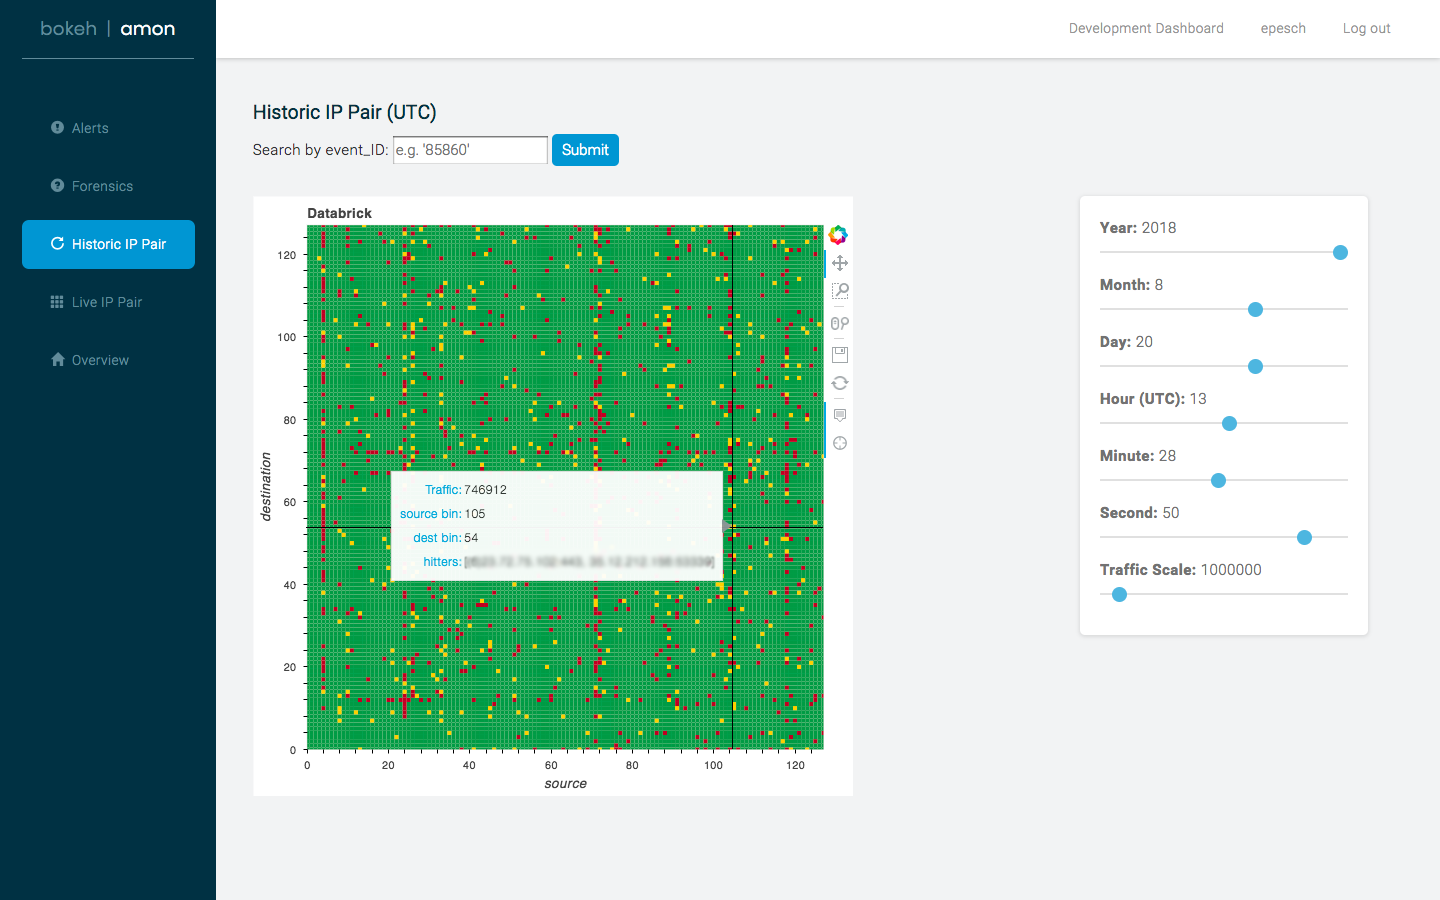 bokeh | amon
Development Dashboard
epesch
Log out
Alerts
Forensics
Historic IP Pair
Live IP Pair
Overview
Historic IP Pair (UTC)
Search by event_ID: e.g. '85860' Submit
Databrick
120
100
80
60
40
20
0
destination
Traffic: 746912
source bin: 105
dest bin: 54
hitters:
0 20 40 60 80 100 120
source
Year: 2018
Month: 8
Day: 20
Hour (UTC): 13
Minute: 28
Second: 50
Traffic Scale: 1000000